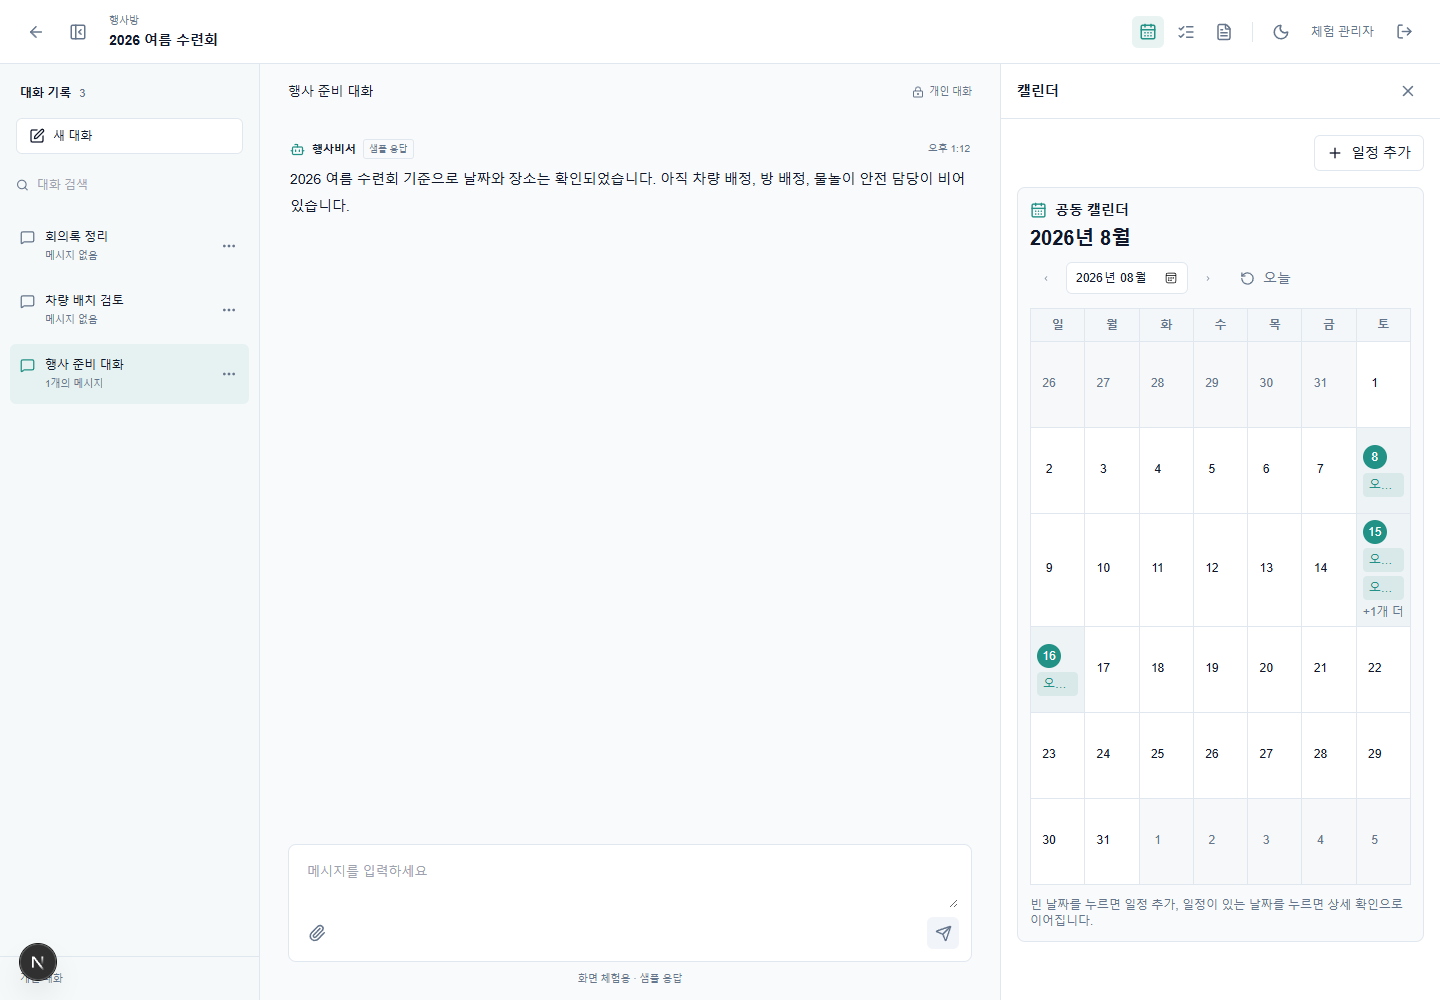 행사방
2026 여름 수련회
체험 관리자
대화 기록 3
새 대화
대화 검색
회의록 정리
메시지 없음
차량 배치 검토
메시지 없음
행사 준비 대화
1개의 메시지
행사 준비 대화
개인 대화
행사비서 샘플 응답 오후 1:12
2026 여름 수련회 기준으로 날짜와 장소는 확인되었습니다. 아직 차량 배정, 방 배정, 물놀이 안전 담당이 비어
있습니다.
메시지를 입력하세요
화면 체험용 · 샘플 응답
N
대화
캘린더
일정 추가
공동 캘린더
2026년 8월
‹ 2026년 08월 › 오늘
일 월 화 수 목 금 토
26 27 28 29 30 31 1
2 3 4 5 6 7 8
오...
9 10 11 12 13 14 15
오...
오...
+1개 더
16 17 18 19 20 21 22
오...
23 24 25 26 27 28 29
30 31 1 2 3 4 5
빈 날짜를 누르면 일정 추가, 일정이 있는 날짜를 누르면 상세 확인으로
이어집니다.